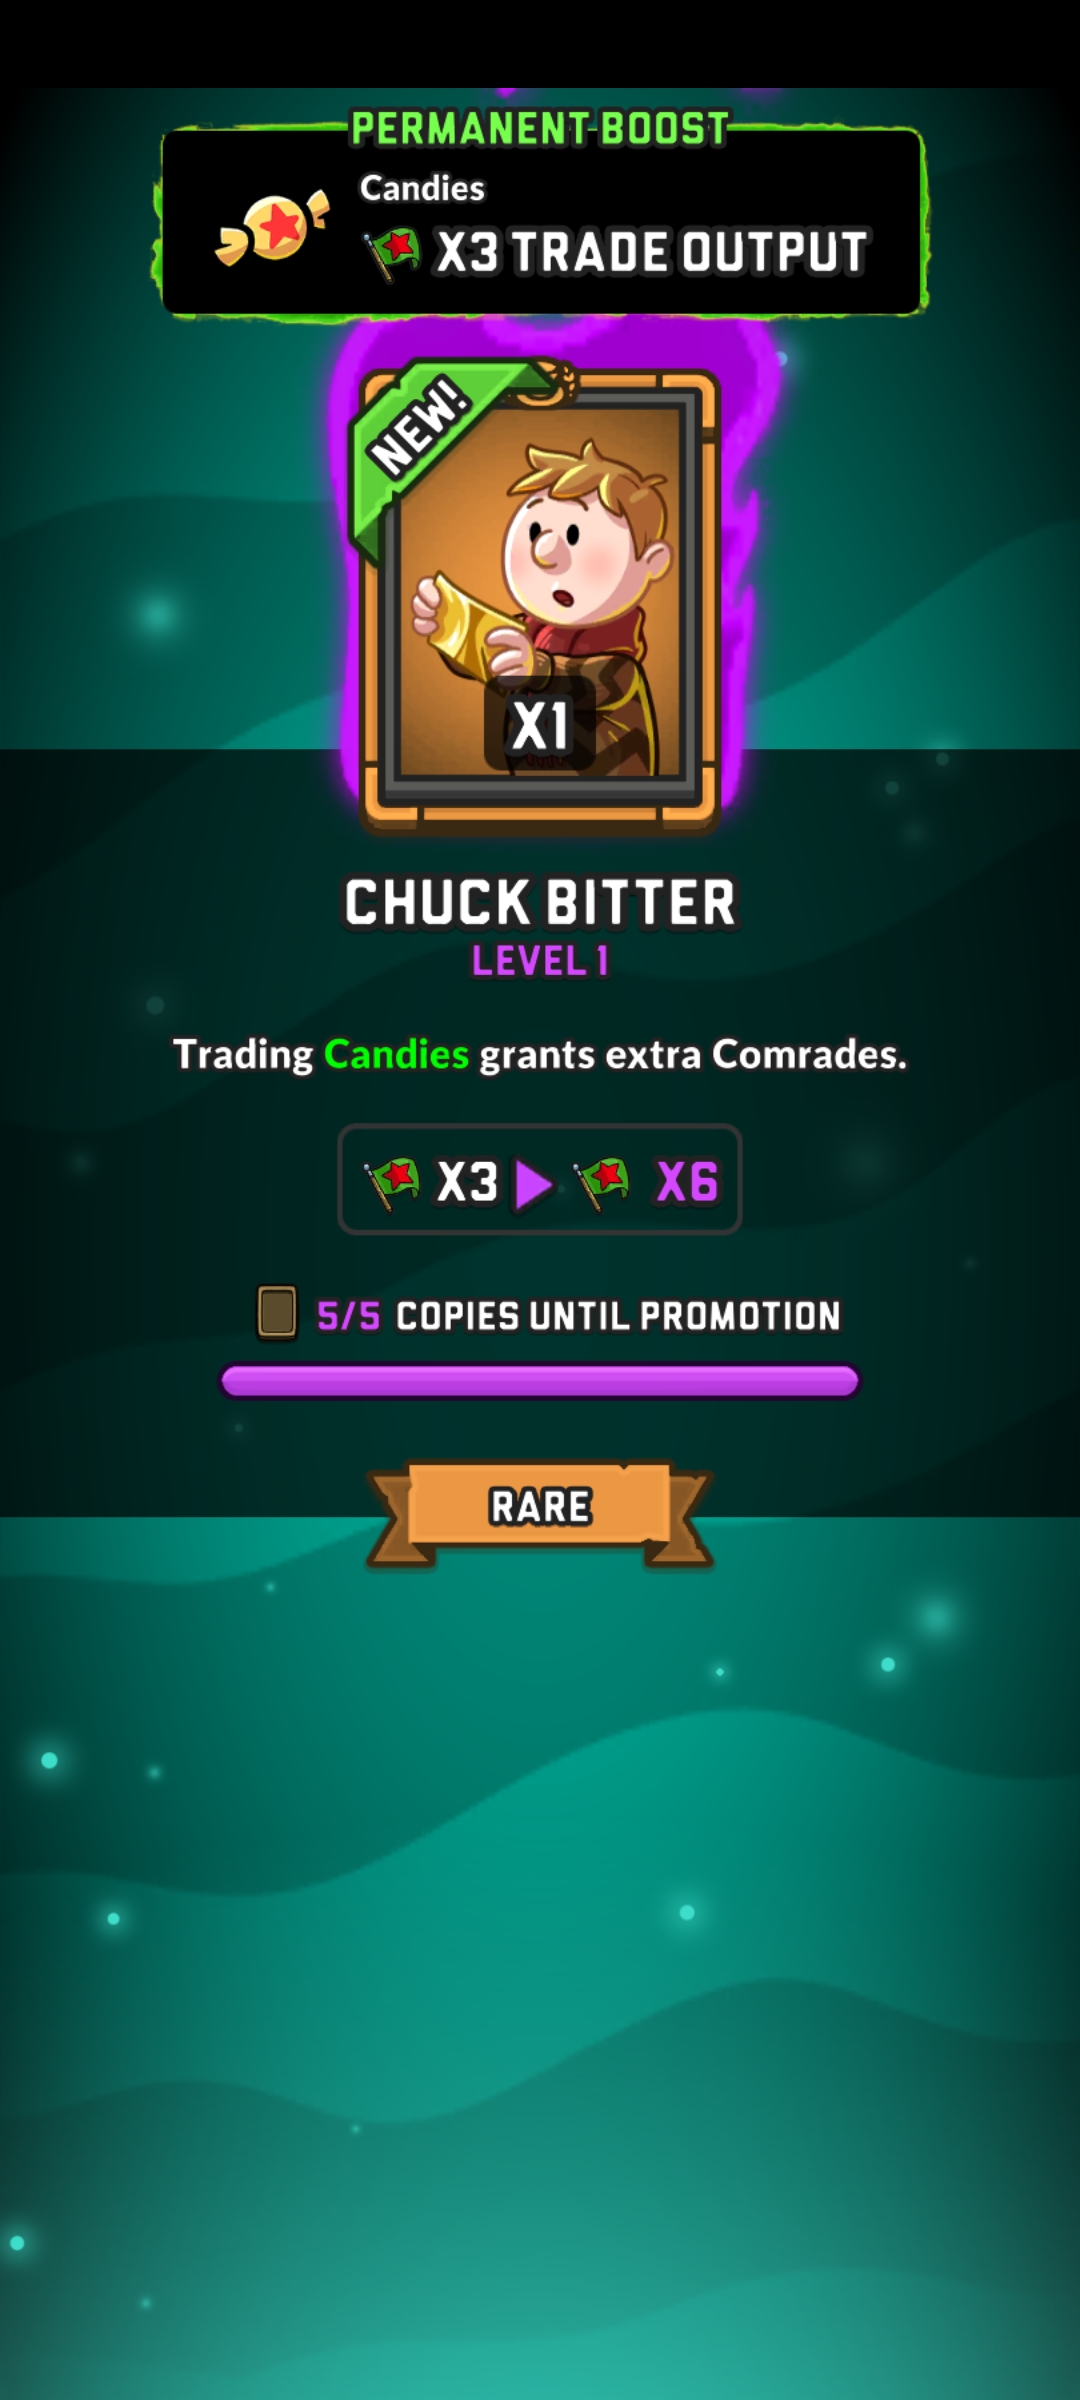 PERMANENT BOOST
Candies
X3 TRADE OUTPUT
NEW!
X1
CHUCK BITTER
LEVEL 1
Trading Candies grants extra Comrades.
X3 X6
5/5 COPIES UNTIL PROMOTION
RARE